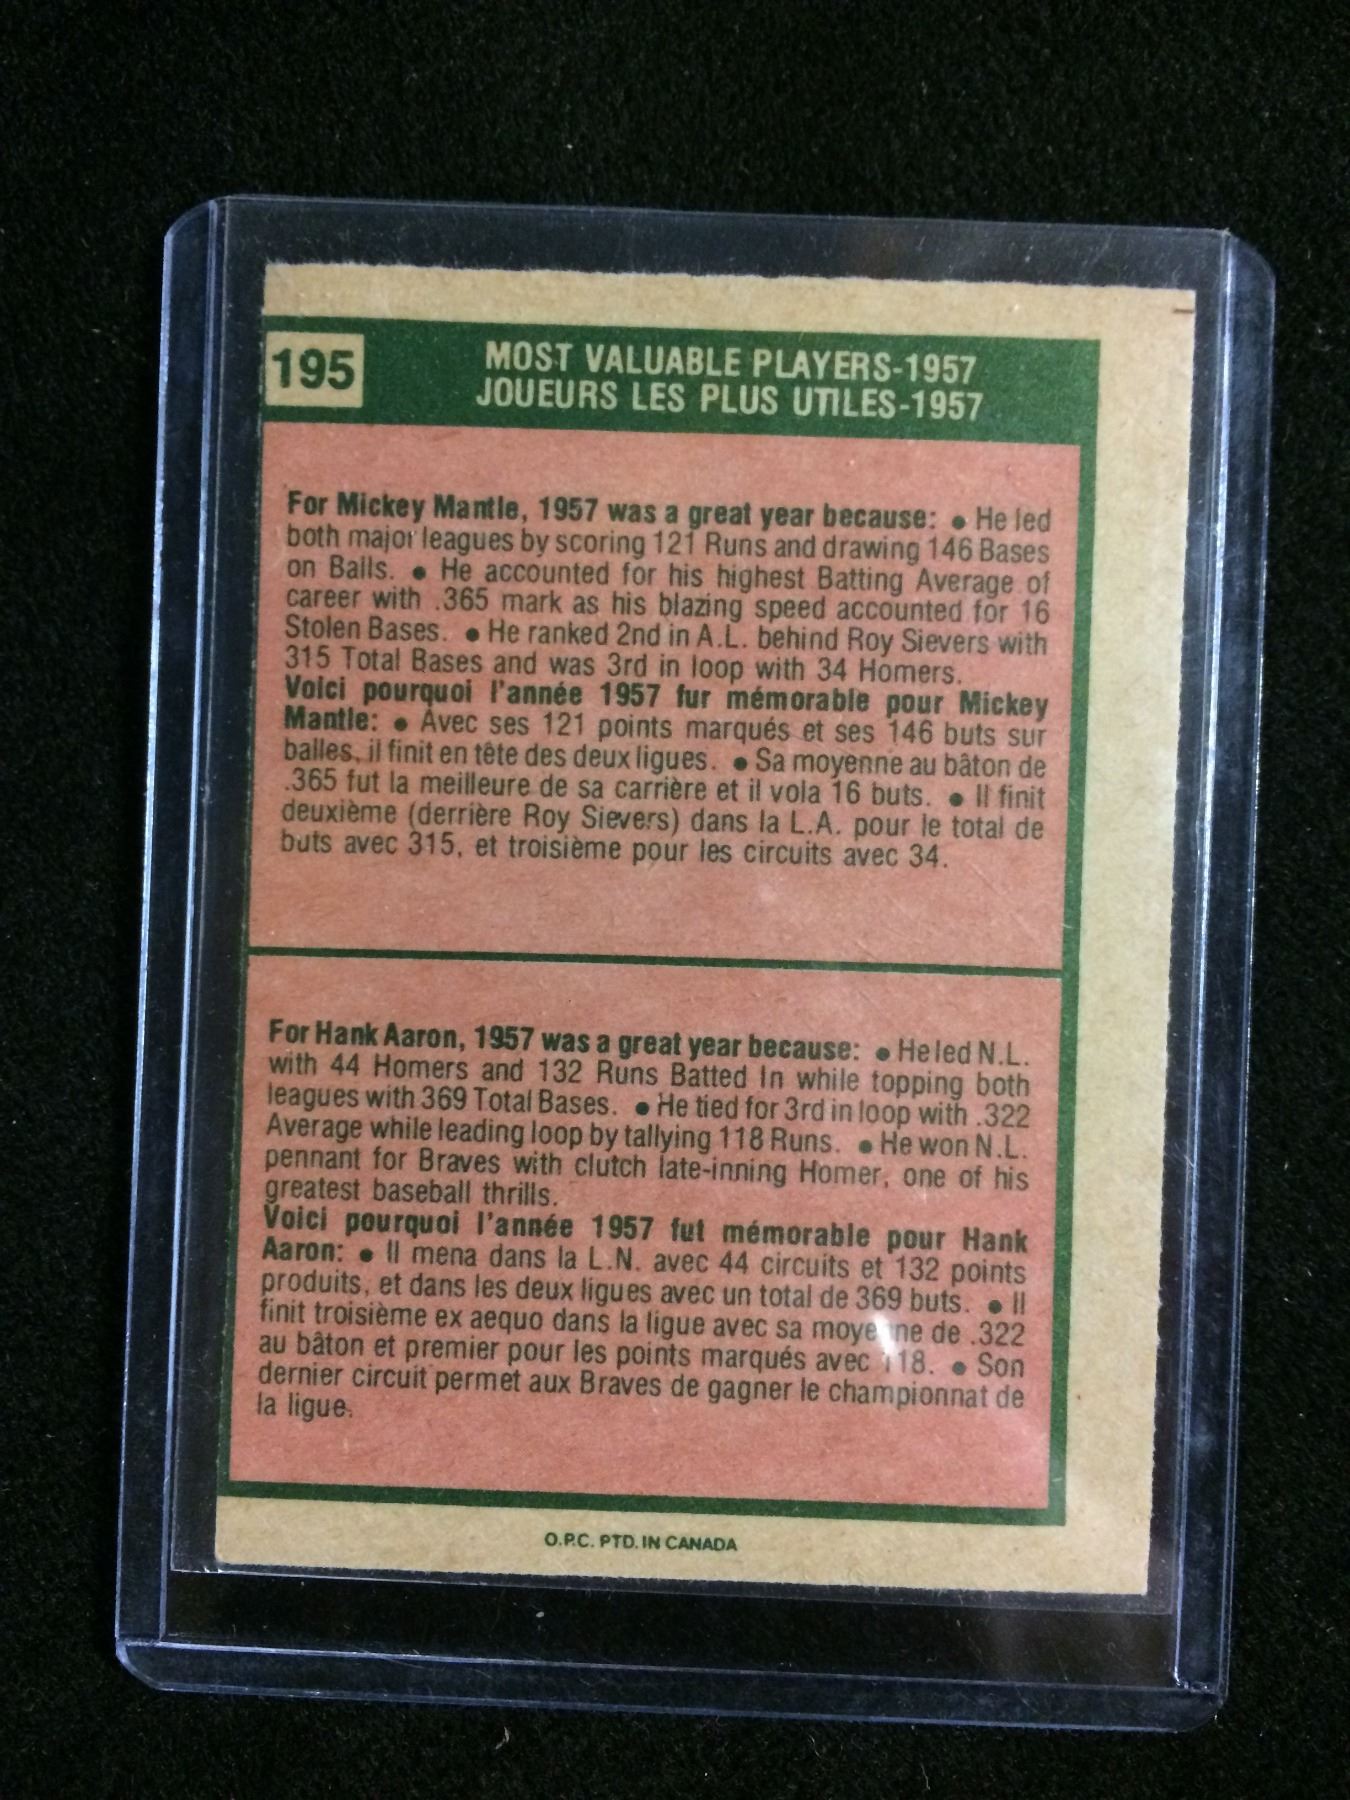 195
MOST VALUABLE PLAYERS-1957
JOUEURS LES PLUS UTILES-1957
For Mickey Mantle, 1957 was a great year because: • He led
both major leagues by scoring 121 Runs and drawing 146 Bases
on Balls. • He accounted for his highest Batting Average of
career with .365 mark as his blazing speed accounted for 16
Stolen Bases. • He ranked 2nd in A.L. behind Roy Sievers with
315 Total Bases and was 3rd in loop with 34 Homers.
Voici pourquoi l'année 1957 fur mémorable pour Mickey
Mantle: • Avec ses 121 points marqués et ses 146 buts sur
balles, il finit en tête des deux ligues. • Sa moyenne au bâton de
.365 fut la meilleure de sa carrière et il vola 16 buts. • Il finit
deuxième (derrière Roy Sievers) dans la L.A. pour le total de
buts avec 315, et troisième pour les circuits avec 34.
For Hank Aaron, 1957 was a great year because: • He led N.L.
with 44 Homers and 132 Runs Batted In while topping both
leagues with 369 Total Bases. • He tied for 3rd in loop with .322
Average while leading loop by tallying 118 Runs. • He won N.L.
pennant for Braves with clutch late-inning Homer, one of his
greatest baseball thrills.
Voici pourquoi l'année 1957 fut mémorable pour Hank
Aaron: • Il mena dans la L.N. avec 44 circuits et 132 points
produits, et dans les deux ligues avec un total de 369 buts. • Il
finit troisième ex aequo dans la ligue avec sa moyenne de .322
au bâton et premier pour les points marqués avec 118. • Son
dernier circuit permet aux Braves de gagner le championnat de
la ligue.
O.P.C. PTD. IN CANADA